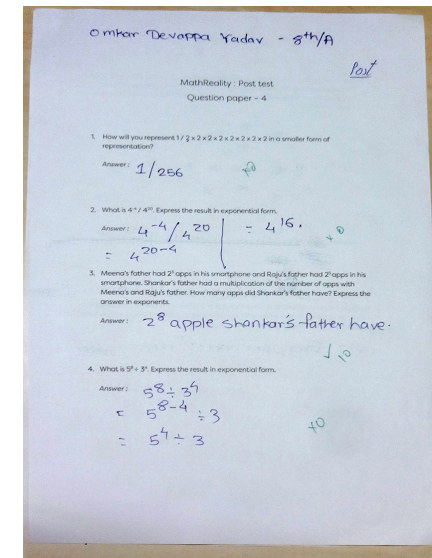 Omkar Devappa Yadav - 8th/A
Post
MathReality : Post test
Question paper - 4
1. How will you represent 1/2 x 2 x 2 x 2 x 2 x 2 x 2 x 2 in a smaller form of
representation?
Answer: 1/256
+0
2. What is 4⁻⁴/ 4²⁰. Express the result in exponential form.
Answer: 4⁻⁴/4²⁰ = 4¹⁶.
+0
= 4²⁰⁻⁴
3. Meena's father had 2³ apps in his smartphone and Raju's father had 2⁵ apps in his
smartphone. Shankar's father had a multiplication of the number of apps with
Meena's and Raju's father. How many apps did Shankar's father have? Express the
answer in exponents.
Answer: 2⁸ apple shankar's father have.
10
4. What is 5⁸ ÷ 3⁴. Express the result in exponential form.
Answer: 5⁸ ÷ 3⁴
= 5⁸⁻⁴ ÷ 3
= 5⁴ ÷ 3
+0